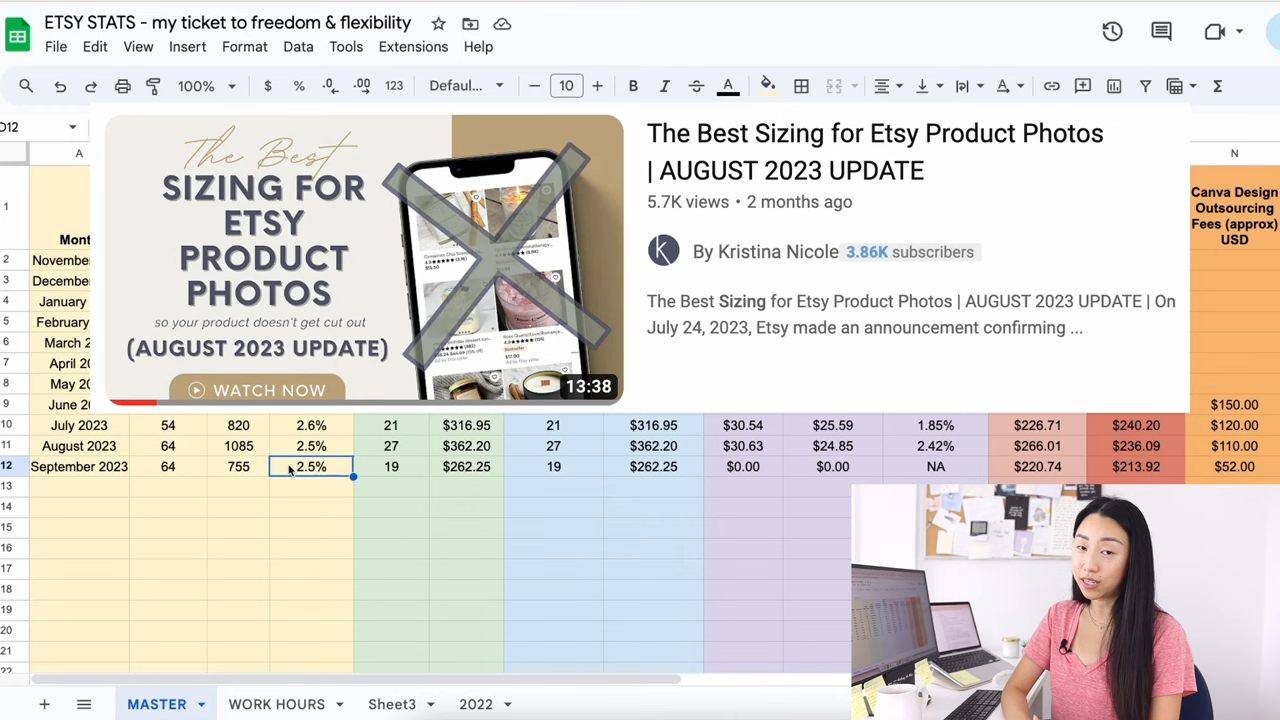 ETSY STATS - my ticket to freedom & flexibility
File Edit View Insert Format Data Tools Extensions Help
100% $ % .0 .00 123 Defaul... 10 B I S A Σ
D12
A N
The Best
SIZING FOR
ETSY
PRODUCT
PHOTOS
so your product doesn't get cut out
(AUGUST 2023 UPDATE)
WATCH NOW
13:38
The Best Sizing for Etsy Product Photos
| AUGUST 2023 UPDATE
5.7K views • 2 months ago
K By Kristina Nicole 3.86K subscribers
The Best Sizing for Etsy Product Photos | AUGUST 2023 UPDATE | On
July 24, 2023, Etsy made an announcement confirming ...
Canva Design
Outsourcing
Fees (approx)
USD
1 Mont
2 Novembe
3 Decembe
4 January
5 February
6 March 2
7 April 20
8 May 20
9 June 20 $150.00
10 July 2023 54 820 2.6% 21 $316.95 21 $316.95 $30.54 $25.59 1.85% $226.71 $240.20 $120.00
11 August 2023 64 1085 2.5% 27 $362.20 27 $362.20 $30.63 $24.85 2.42% $266.01 $236.09 $110.00
12 September 2023 64 755 2.5% 19 $262.25 19 $262.25 $0.00 $0.00 NA $220.74 $213.92 $52.00
13
14
15
16
17
18
19
20
21
22
+ MASTER WORK HOURS Sheet3 2022